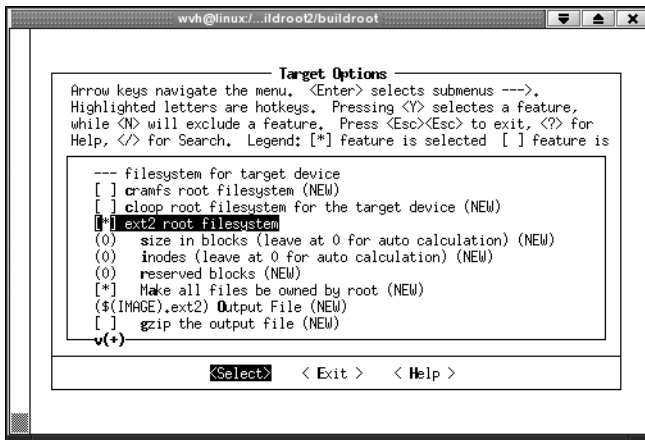 wvh@linux:/...ildroot2/buildroot
Target Options
Arrow keys navigate the menu.  <Enter> selects submenus --->.
Highlighted letters are hotkeys.  Pressing <Y> selectes a feature,
while <N> will exclude a feature.  Press <Esc><Esc> to exit, <?> for
Help, </> for Search.  Legend: [*] feature is selected  [ ] feature is
--- filesystem for target device
[ ] cramfs root filesystem (NEW)
[ ] cloop root filesystem for the target device (NEW)
[*] ext2 root filesystem
(0)   size in blocks (leave at 0 for auto calculation) (NEW)
(0)   inodes (leave at 0 for auto calculation) (NEW)
(0)   reserved blocks (NEW)
[*]   Make all files be owned by root (NEW)
($(IMAGE).ext2) Output File (NEW)
[ ]   gzip the output file (NEW)
v(+)
<Select>    < Exit >    < Help >